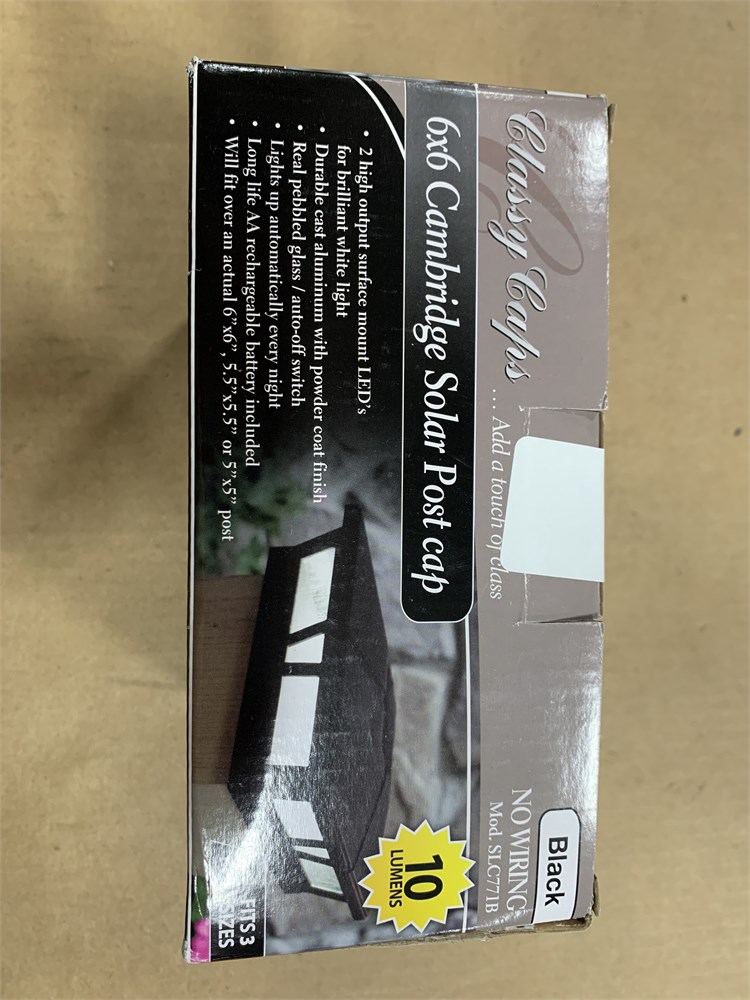 Classy Caps
... Add a touch of class
Black
NO WIRING
Mod. SLC771B
6x6 Cambridge Solar Post cap
• 2 high output surface mount LED's
for brilliant white light
• Durable cast aluminum with powder coat finish
• Real pebbled glass / auto-off switch
• Lights up automatically every night
• Long life AA rechargeable battery included
• Will fit over an actual 6"x6", 5.5"x5.5" or 5"x5" post
10
LUMENS
FITS 3
SIZES